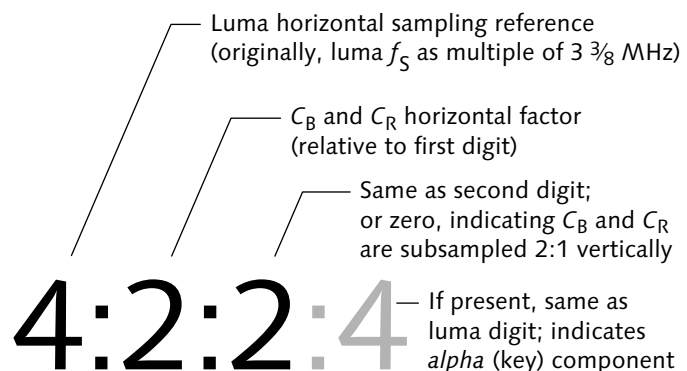 Luma horizontal sampling reference
(originally, luma fS as multiple of 3 3⁄8 MHz)
CB and CR horizontal factor
(relative to first digit)
Same as second digit;
or zero, indicating CB and CR
are subsampled 2:1 vertically
4:2:2:4
If present, same as
luma digit; indicates
alpha (key) component